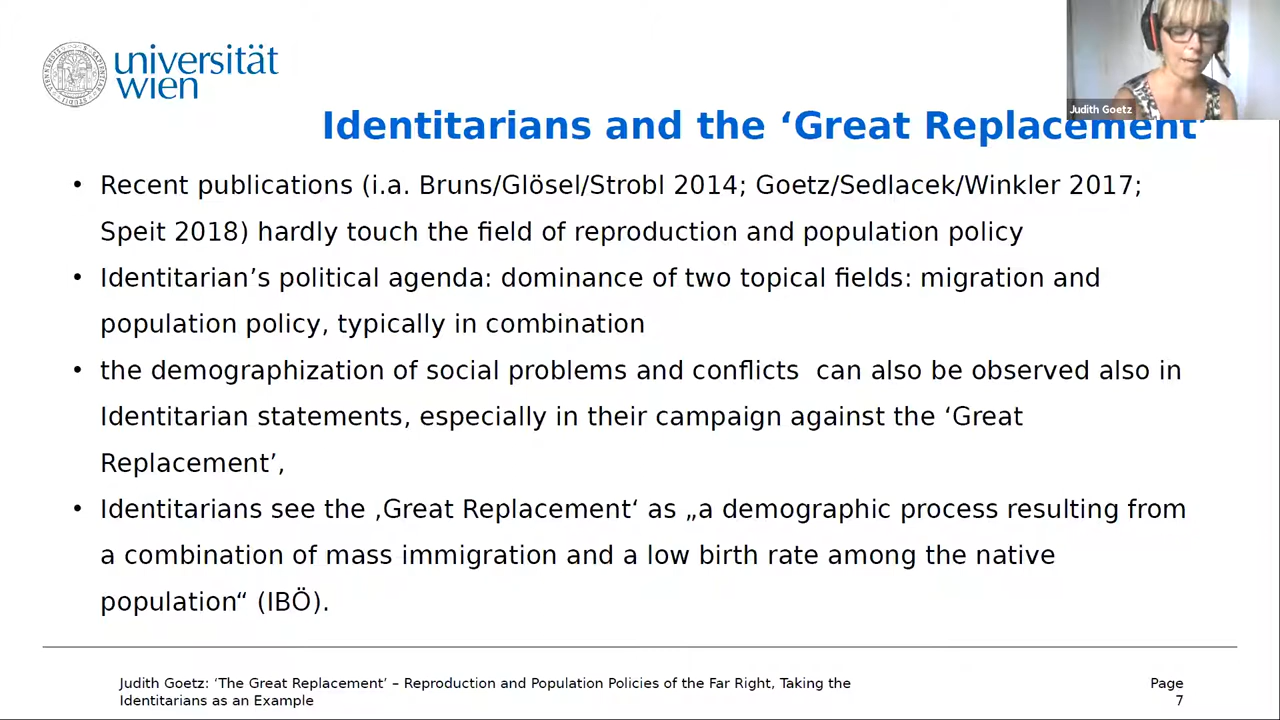 universität
wien
Judith Goetz
Identitarians and the ‘Great Replacement’
• Recent publications (i.a. Bruns/Glösel/Strobl 2014; Goetz/Sedlacek/Winkler 2017;
Speit 2018) hardly touch the field of reproduction and population policy
• Identitarian’s political agenda: dominance of two topical fields: migration and
population policy, typically in combination
• the demographization of social problems and conflicts  can also be observed also in
Identitarian statements, especially in their campaign against the ‘Great
Replacement’,
• Identitarians see the ‚Great Replacement‘ as „a demographic process resulting from
a combination of mass immigration and a low birth rate among the native
population“ (IBÖ).
Judith Goetz: ‘The Great Replacement’ – Reproduction and Population Policies of the Far Right, Taking the
Identitarians as an Example
Page
7